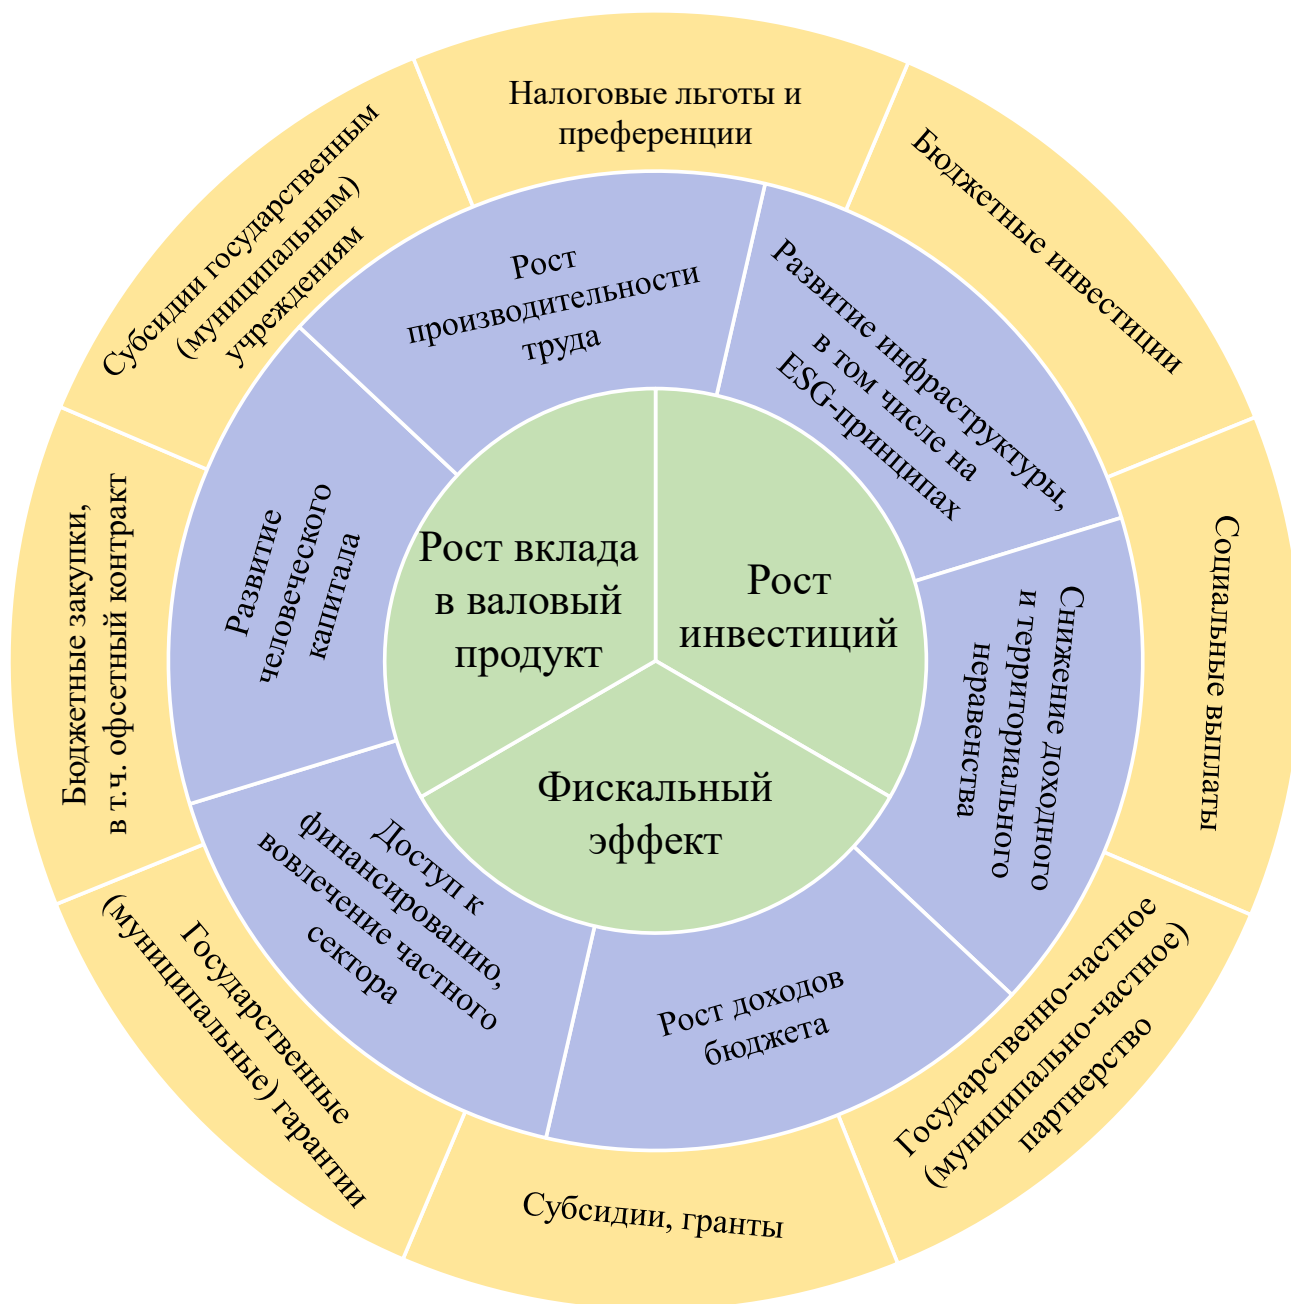 Налоговые льготы и
преференции
Бюджетные инвестиции
Социальные выплаты
Государственно-частное
(муниципально-частное)
партнерство
Субсидии, гранты
Государственные
(муниципальные) гарантии
Бюджетные закупки,
в т.ч. офсетный контракт
Субсидии государственным
(муниципальным)
учреждениям
Рост
производительности
труда
Развитие инфраструктуры,
в том числе на
ESG-принципах
Снижение доходного
и территориального
неравенства
Рост доходов
бюджета
Доступ к
финансированию,
вовлечение частного
сектора
Развитие
человеческого
капитала
Рост вклада
в валовый
продукт
Рост
инвестиций
Фискальный
эффект